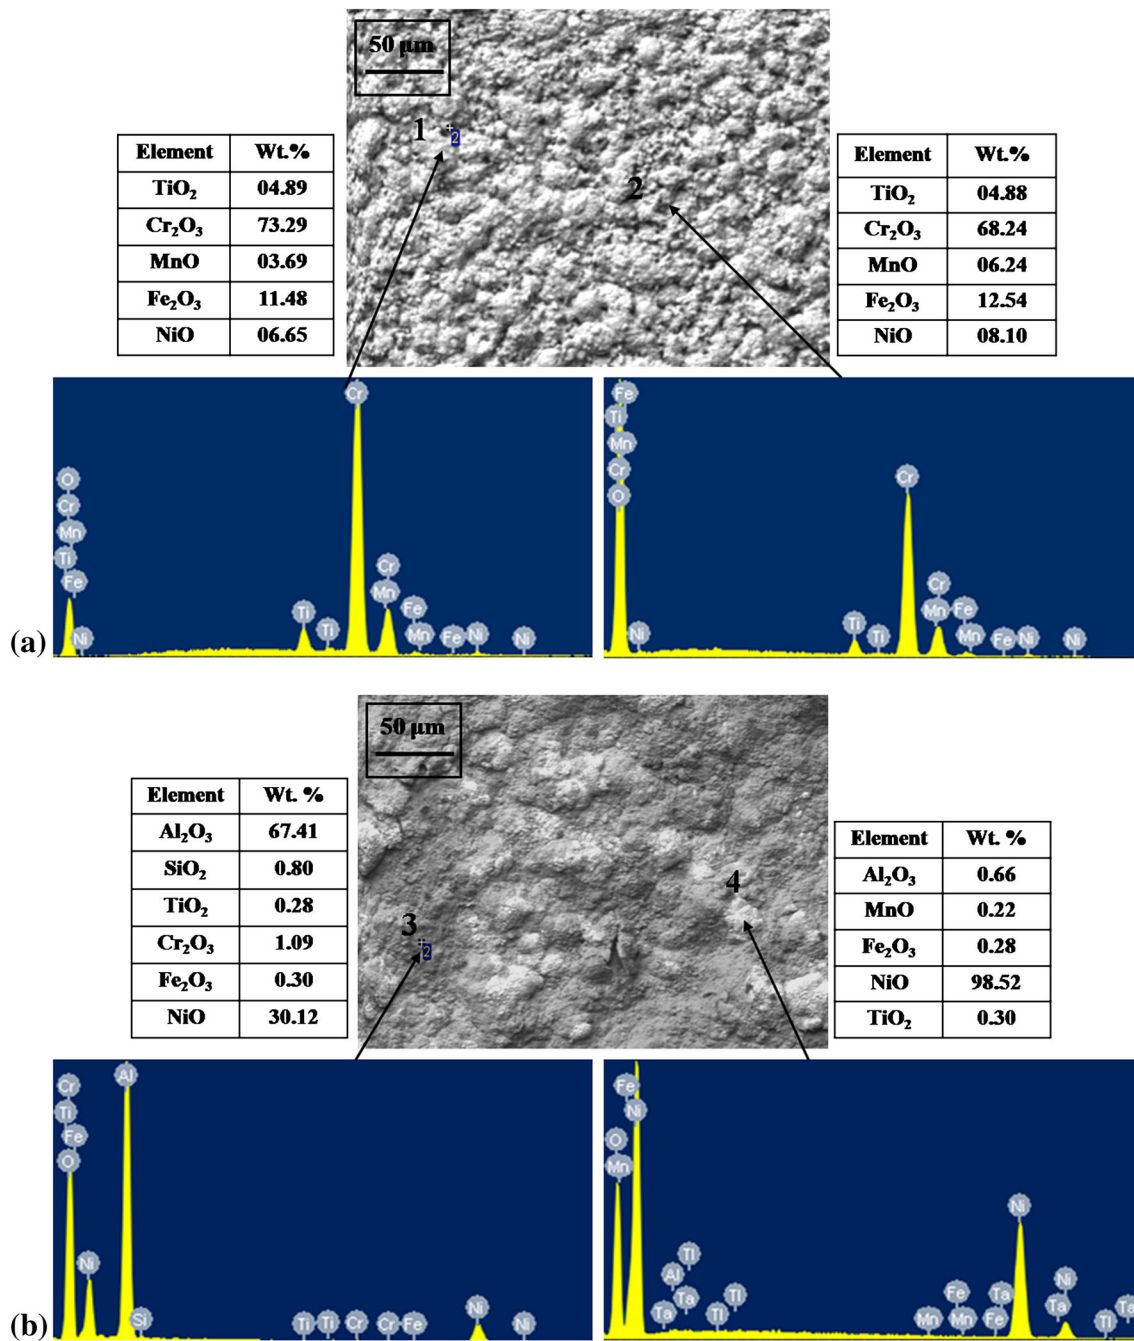 50 μm
1
2
2
Element Wt.%
TiO₂ 04.89
Cr₂O₃ 73.29
MnO 03.69
Fe₂O₃ 11.48
NiO 06.65
Element Wt.%
TiO₂ 04.88
Cr₂O₃ 68.24
MnO 06.24
Fe₂O₃ 12.54
NiO 08.10
(a)
O
Cr
Mn
Ti
Fe
Ni
Ti
Ti
Cr
Cr
Mn
Fe
Mn
Fe
Ni
Ni
Fe
Ti
Mn
Cr
O
Ni
Ti
Ti
Cr
Cr
Mn
Fe
Mn
Fe
Ni
Ni
50 μm
3
2
4
Element Wt. %
Al₂O₃ 67.41
SiO₂ 0.80
TiO₂ 0.28
Cr₂O₃ 1.09
Fe₂O₃ 0.30
NiO 30.12
Element Wt. %
Al₂O₃ 0.66
MnO 0.22
Fe₂O₃ 0.28
NiO 98.52
TiO₂ 0.30
(b)
Cr
Ti
Fe
O
Ni
Al
Si
Ti
Ti
Cr
Cr
Fe
Ni
Ni
Fe
Ni
O
Mn
Tl
Al
Ta
Ta
Tl
Tl
Mn
Fe
Mn
Ta
Fe
Ni
Ni
Ta
Tl
Ta